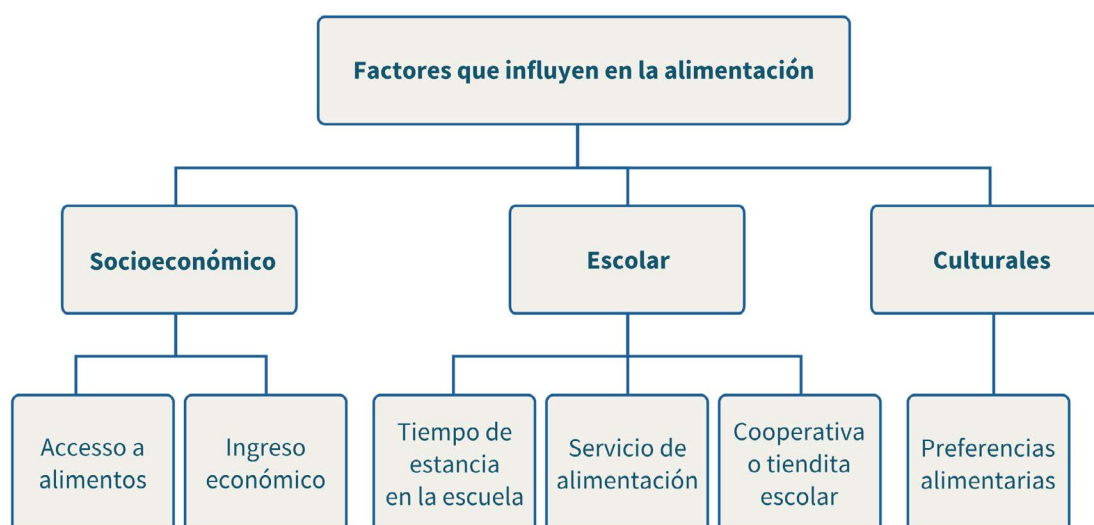 Factores que influyen en la alimentación
Socioeconómico
Escolar
Culturales
Accesso a
alimentos
Ingreso
económico
Tiempo de
estancia
en la escuela
Servicio de
alimentación
Cooperativa
o tiendita
escolar
Preferencias
alimentarias